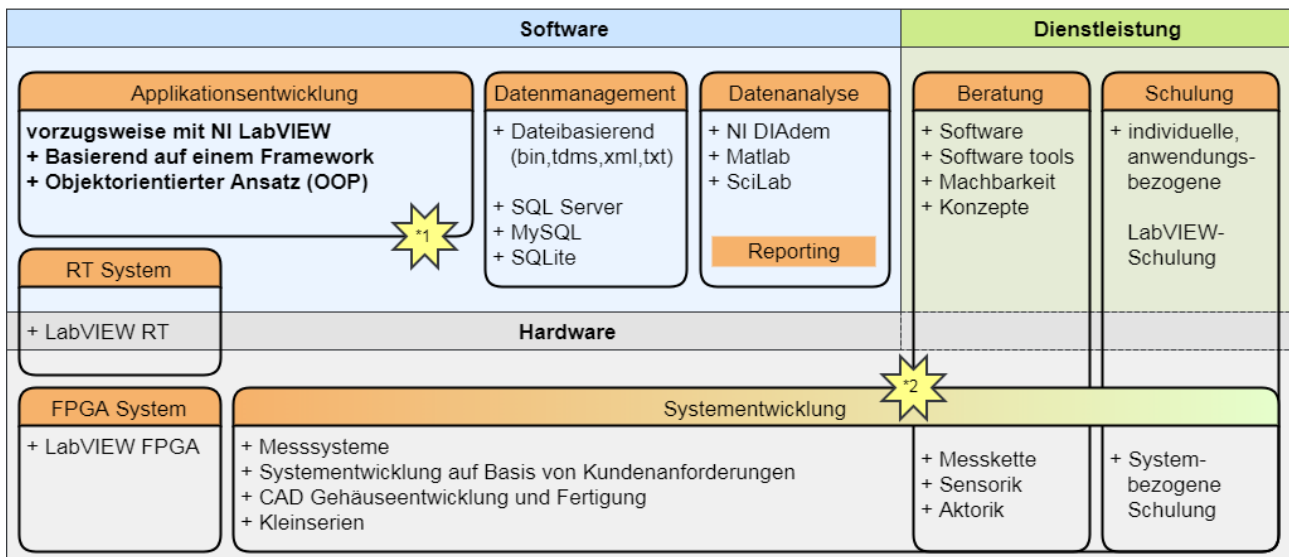 Software
Dienstleistung
Applikationsentwicklung
vorzugsweise mit NI LabVIEW
+ Basierend auf einem Framework
+ Objektorientierter Ansatz (OOP)
*1
Datenmanagement
+ Dateibasierend
(bin,tdms,xml,txt)
+ SQL Server
+ MySQL
+ SQLite
Datenanalyse
+ NI DIAdem
+ Matlab
+ SciLab
Reporting
Beratung
+ Software
+ Software tools
+ Machbarkeit
+ Konzepte
Schulung
+ individuelle,
anwendungs-
bezogene
LabVIEW-
Schulung
RT System
+ LabVIEW RT
Hardware
FPGA System
+ LabVIEW FPGA
Systementwicklung
*2
+ Messsysteme
+ Systementwicklung auf Basis von Kundenanforderungen
+ CAD Gehäuseentwicklung und Fertigung
+ Kleinserien
+ Messkette
+ Sensorik
+ Aktorik
+ System-
bezogene
Schulung